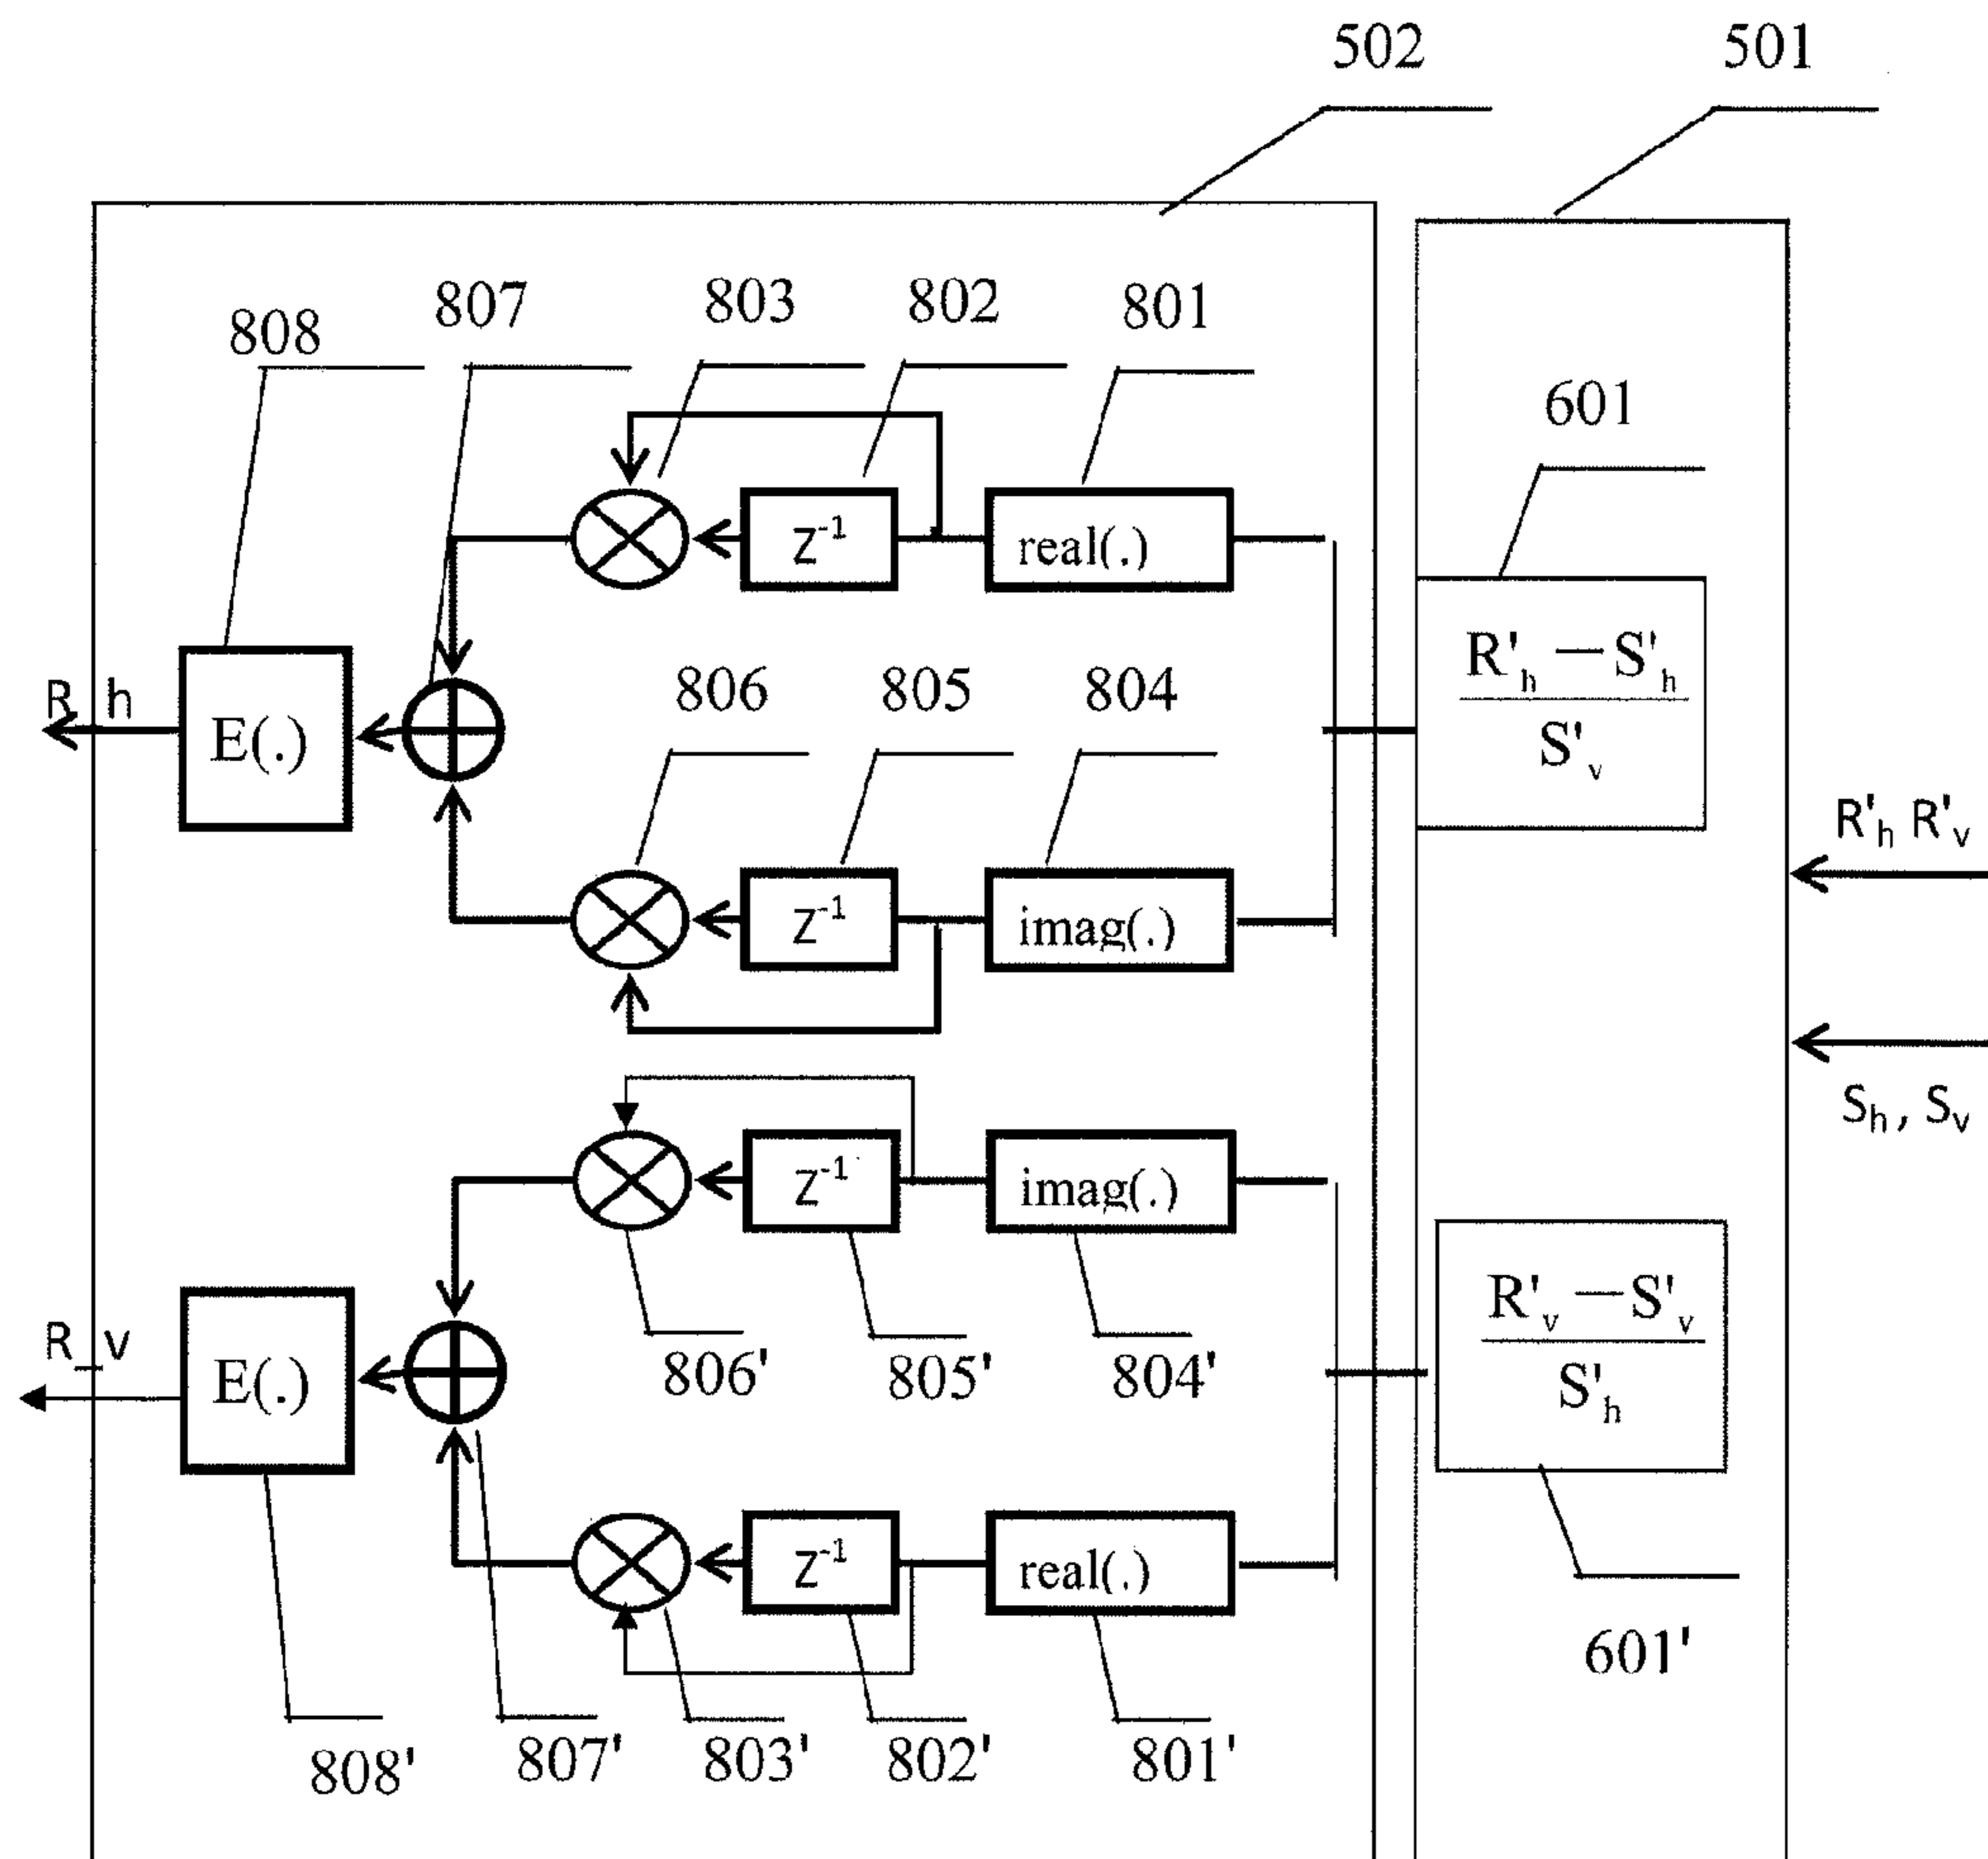 502 501
808 807 803 802 801
601
Z⁻¹ real(.)
R'h — S'h
S'v
R_h E(.)
806 805 804
R'h R'v
Z⁻¹ imag(.)
Sh, Sv
Z⁻¹ imag(.)
R'v — S'v
S'h
R_v E(.)
806' 805' 804'
Z⁻¹ real(.)
601'
808' 807' 803' 802' 801'